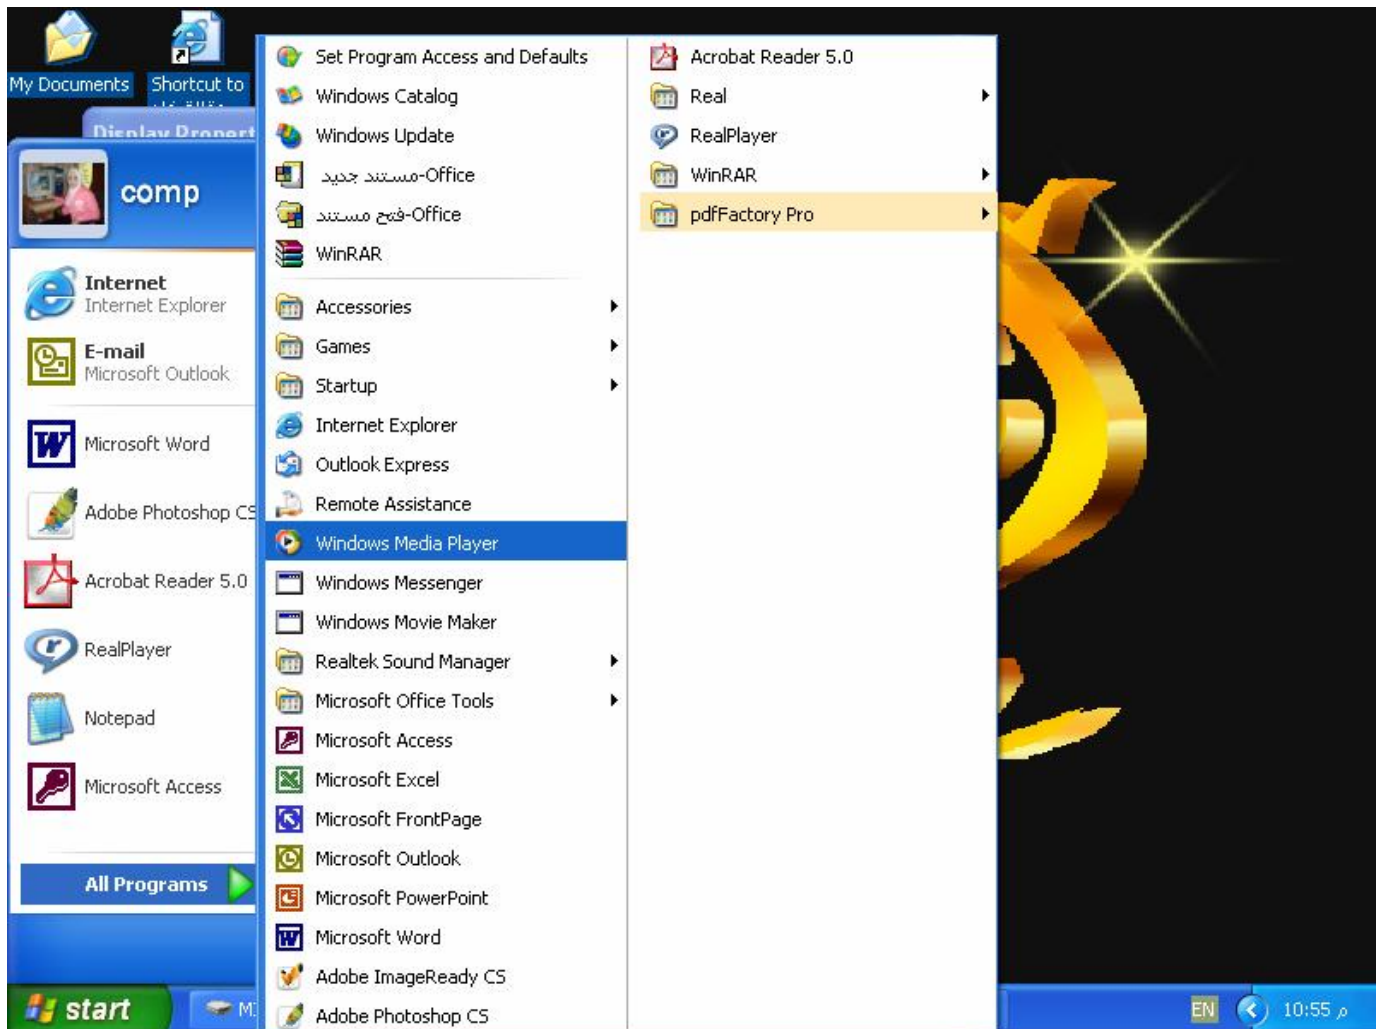 My Documents
Shortcut to
Display Propert
comp
Internet
Internet Explorer
E-mail
Microsoft Outlook
Microsoft Word
Adobe Photoshop CS
Acrobat Reader 5.0
RealPlayer
Notepad
Microsoft Access
All Programs
Set Program Access and Defaults
Windows Catalog
Windows Update
Office-مستند جديد
Office-فتح مستند
WinRAR
Accessories
Games
Startup
Internet Explorer
Outlook Express
Remote Assistance
Windows Media Player
Windows Messenger
Windows Movie Maker
Realtek Sound Manager
Microsoft Office Tools
Microsoft Access
Microsoft Excel
Microsoft FrontPage
Microsoft Outlook
Microsoft PowerPoint
Microsoft Word
Adobe ImageReady CS
Adobe Photoshop CS
Acrobat Reader 5.0
Real
RealPlayer
WinRAR
pdfFactory Pro
start
EN
10:55 م